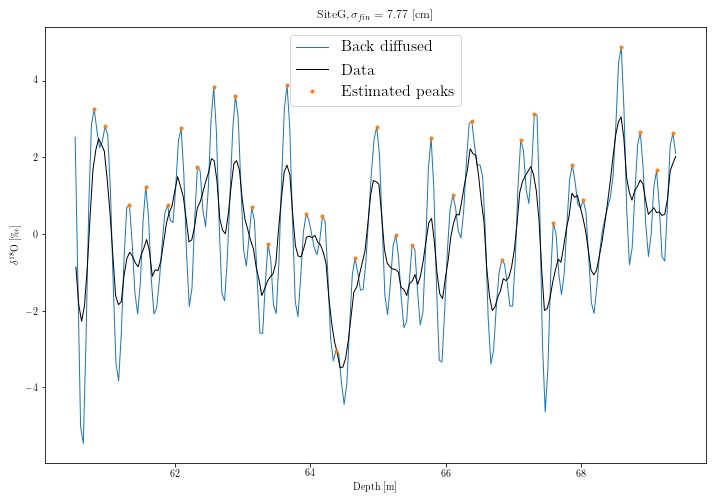 SiteG, σ_fin = 7.77 [cm]
Back diffused
Data
Estimated peaks
δ¹⁸O [‰]
4
2
0
−2
−4
62
64
66
68
Depth [m]